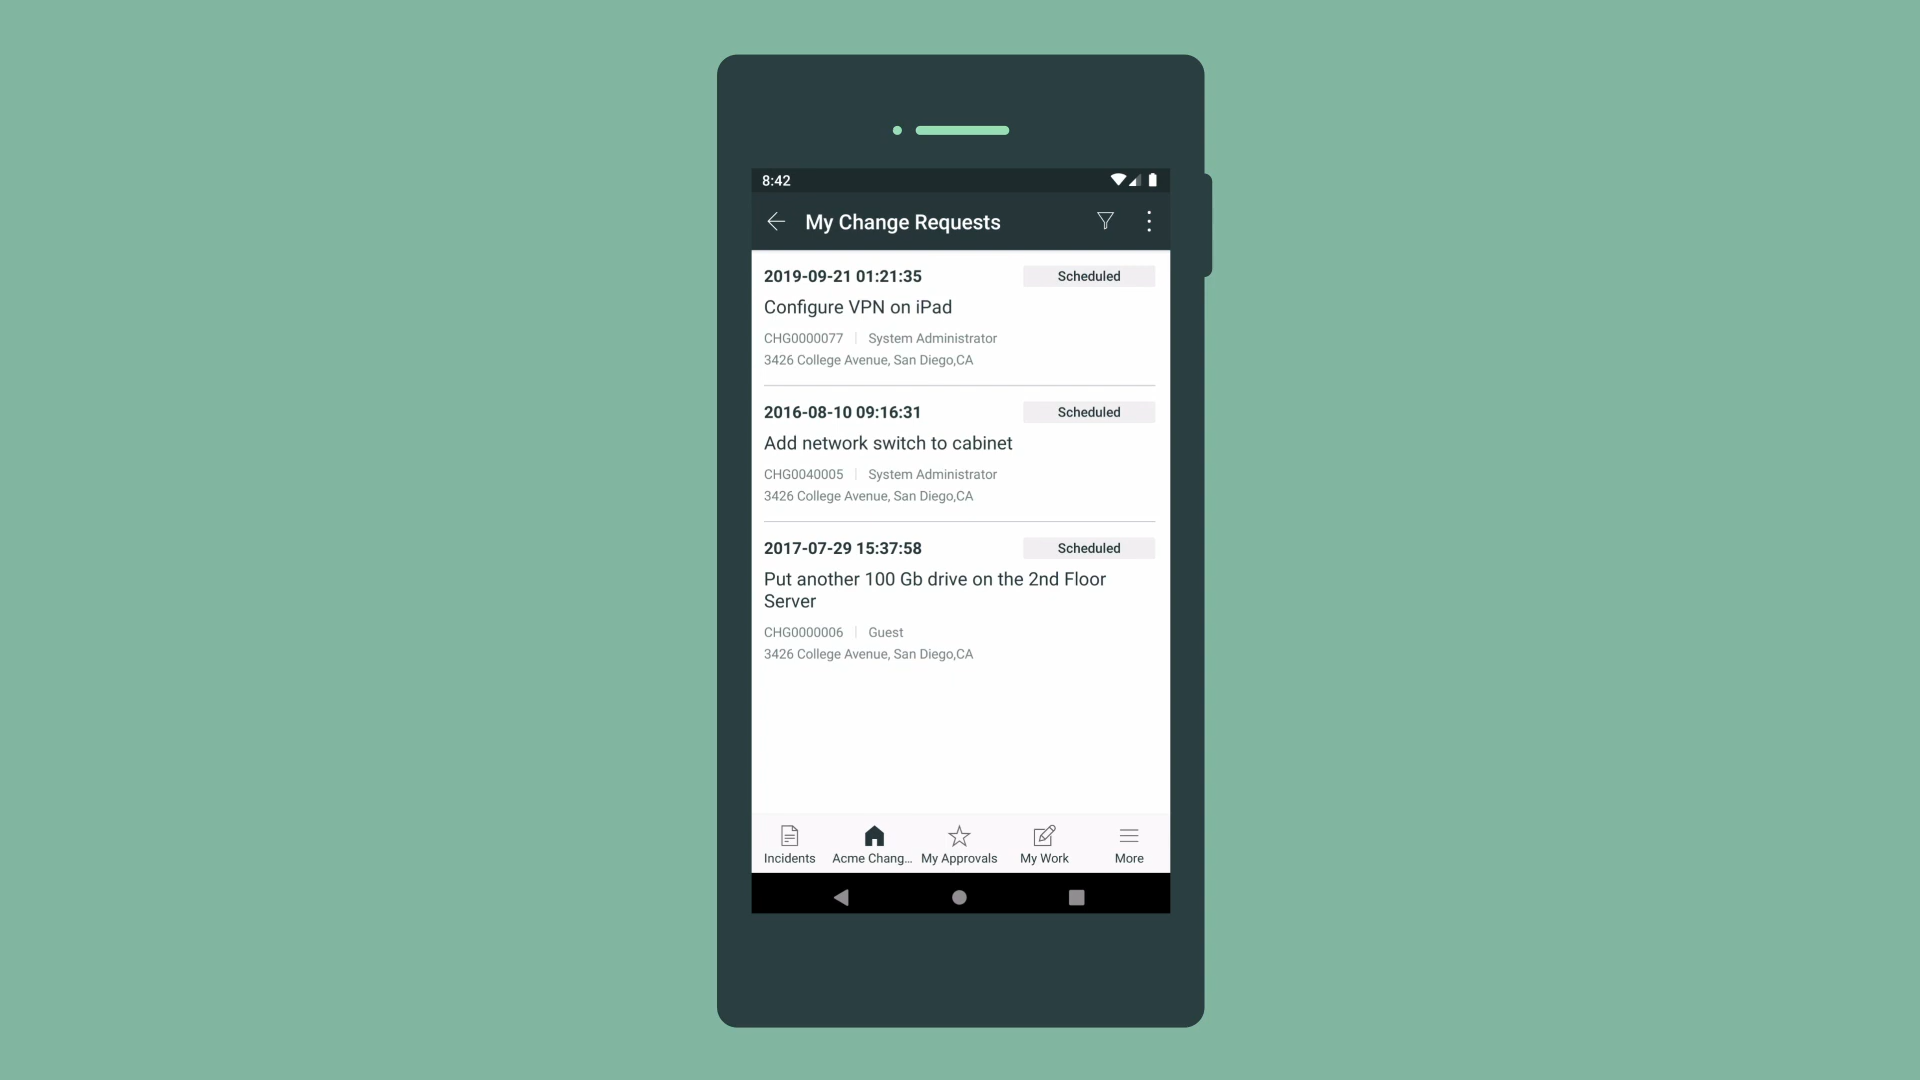 8:42
My Change Requests
2019-09-21 01:21:35
Scheduled
Configure VPN on iPad
CHG0000077 | System Administrator
3426 College Avenue, San Diego,CA
2016-08-10 09:16:31
Scheduled
Add network switch to cabinet
CHG0040005 | System Administrator
3426 College Avenue, San Diego,CA
2017-07-29 15:37:58
Scheduled
Put another 100 Gb drive on the 2nd Floor
Server
CHG0000006 | Guest
3426 College Avenue, San Diego,CA
Incidents
Acme Chang...
My Approvals
My Work
More